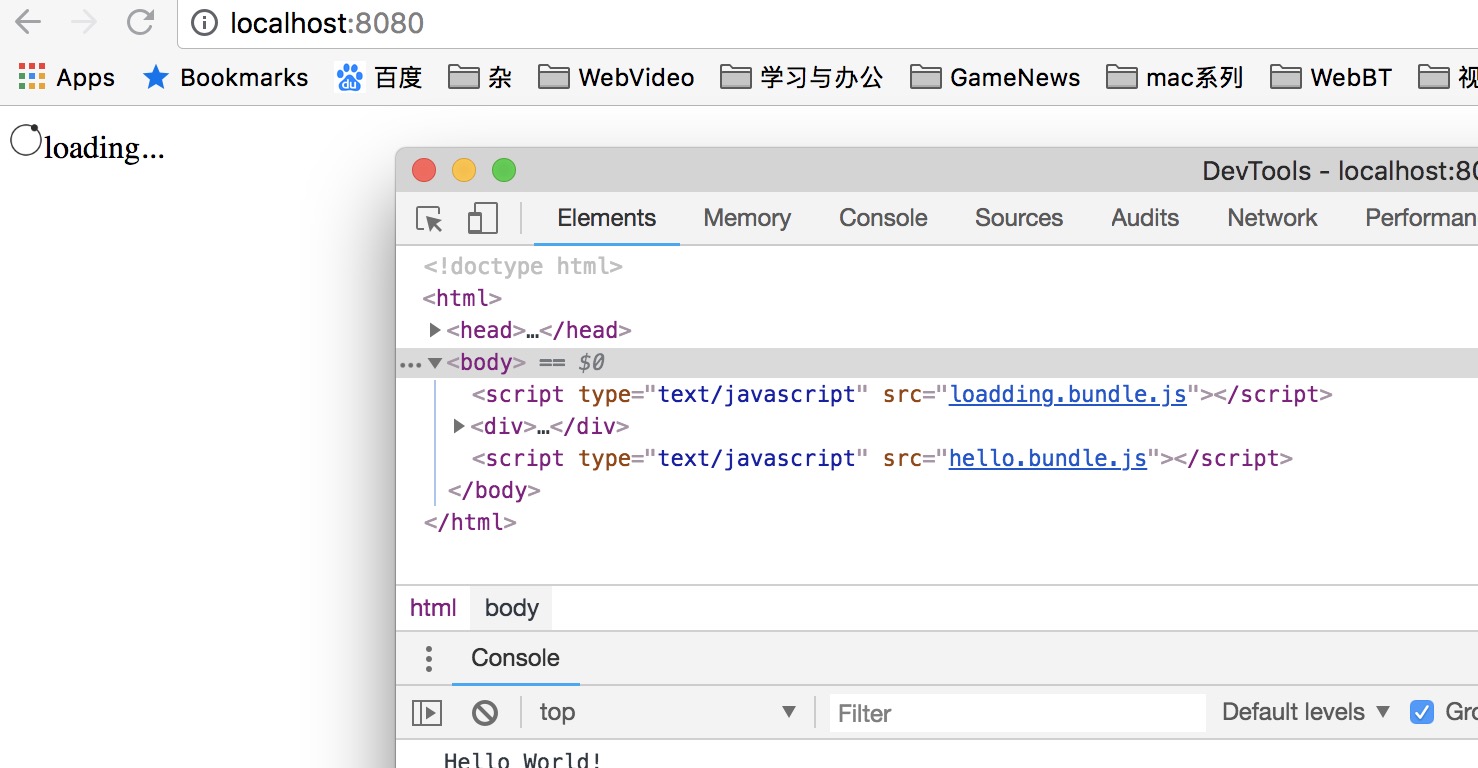 localhost:8080
Apps Bookmarks 百度 杂 WebVideo 学习与办公 GameNews mac系列 WebBT 视
loading...
DevTools - localhost:80
Elements Memory Console Sources Audits Network Performan
<!doctype html>
<html>
<head>…</head>
<body> == $0
<script type="text/javascript" src="loadding.bundle.js"></script>
<div>…</div>
<script type="text/javascript" src="hello.bundle.js"></script>
</body>
</html>
html body
Console
top Filter Default levels Gro
Hello World!